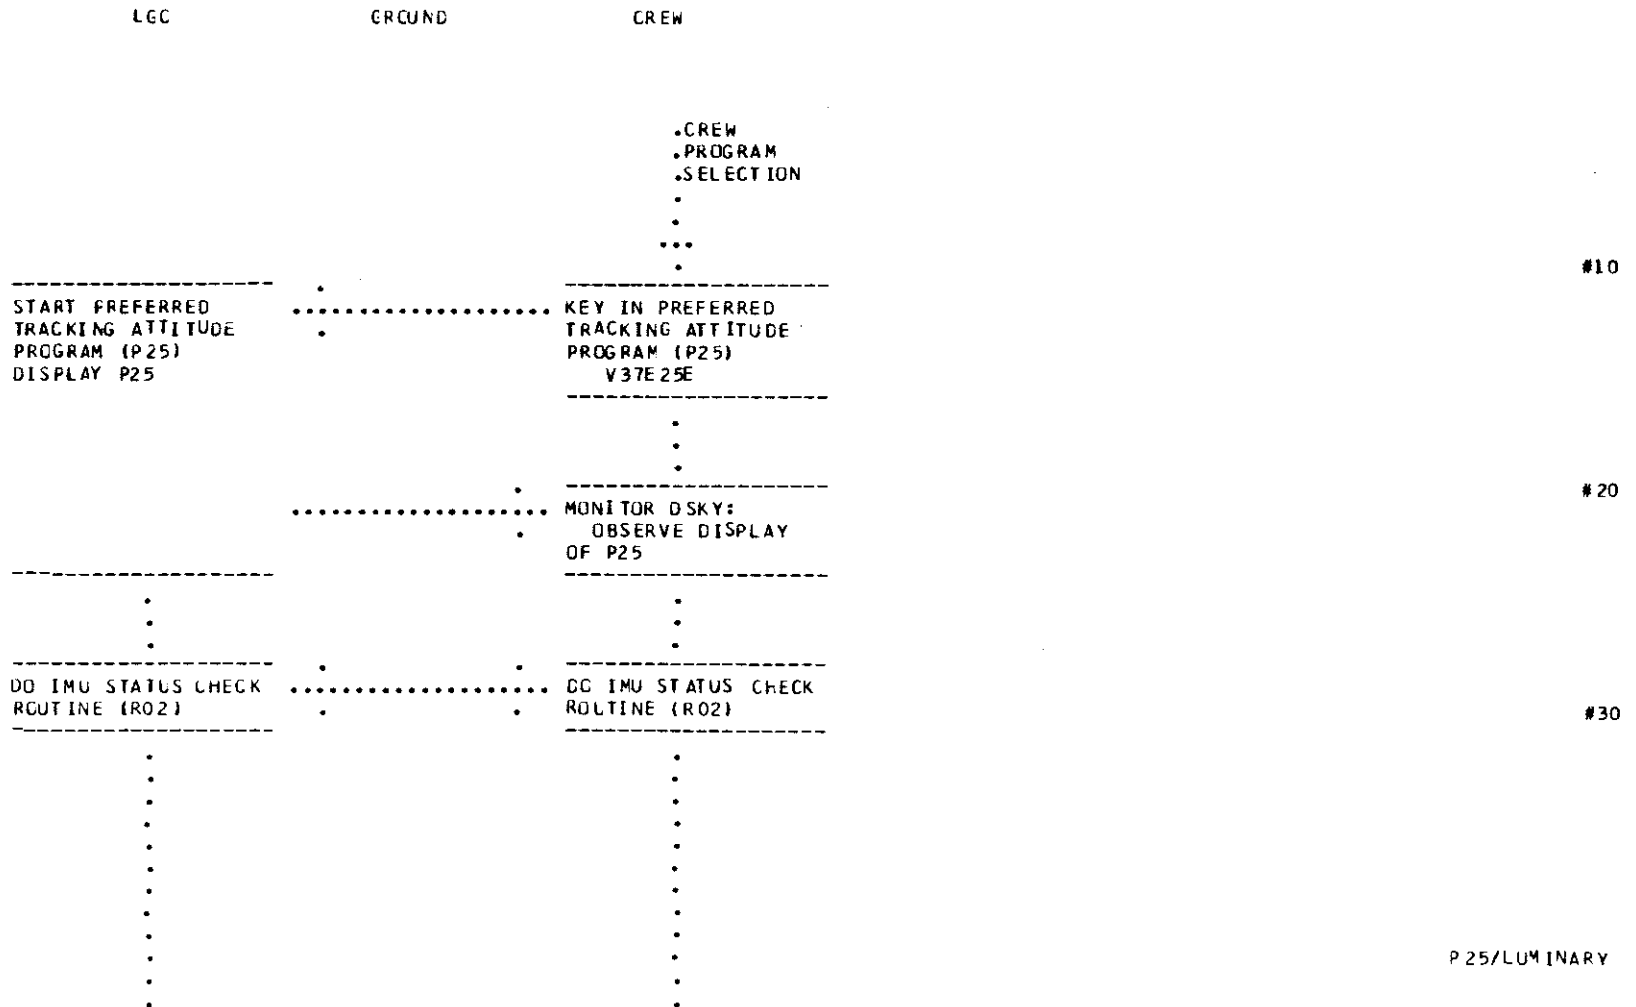 LGC GROUND CREW
.CREW
.PROGRAM
.SELECTION
#10
START PREFERRED ................... KEY IN PREFERRED
TRACKING ATTITUDE TRACKING ATTITUDE
PROGRAM (P25) PROGRAM (P25)
DISPLAY P25 V37E25E
#20
................... MONITOR DSKY:
OBSERVE DISPLAY
OF P25
DO IMU STATUS CHECK ................... DO IMU STATUS CHECK
ROUTINE (R02) ROUTINE (R02)
#30
P25/LUMINARY